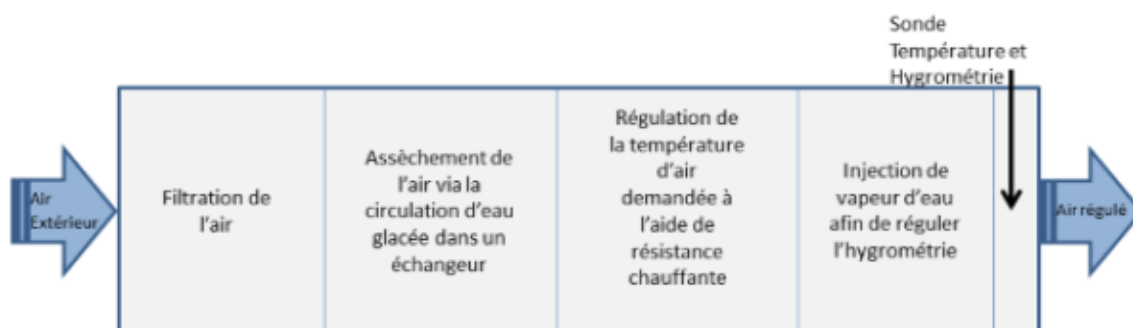 Sonde
Température et
Hygrométrie
Air
Extérieur
Filtration de
l'air
Assèchement de
l'air via la
circulation d'eau
glacée dans un
échangeur
Régulation de
la température
d'air
demandée à
l'aide de
résistance
chauffante
Injection de
vapeur d'eau
afin de réguler
l'hygrométrie
Air régulé